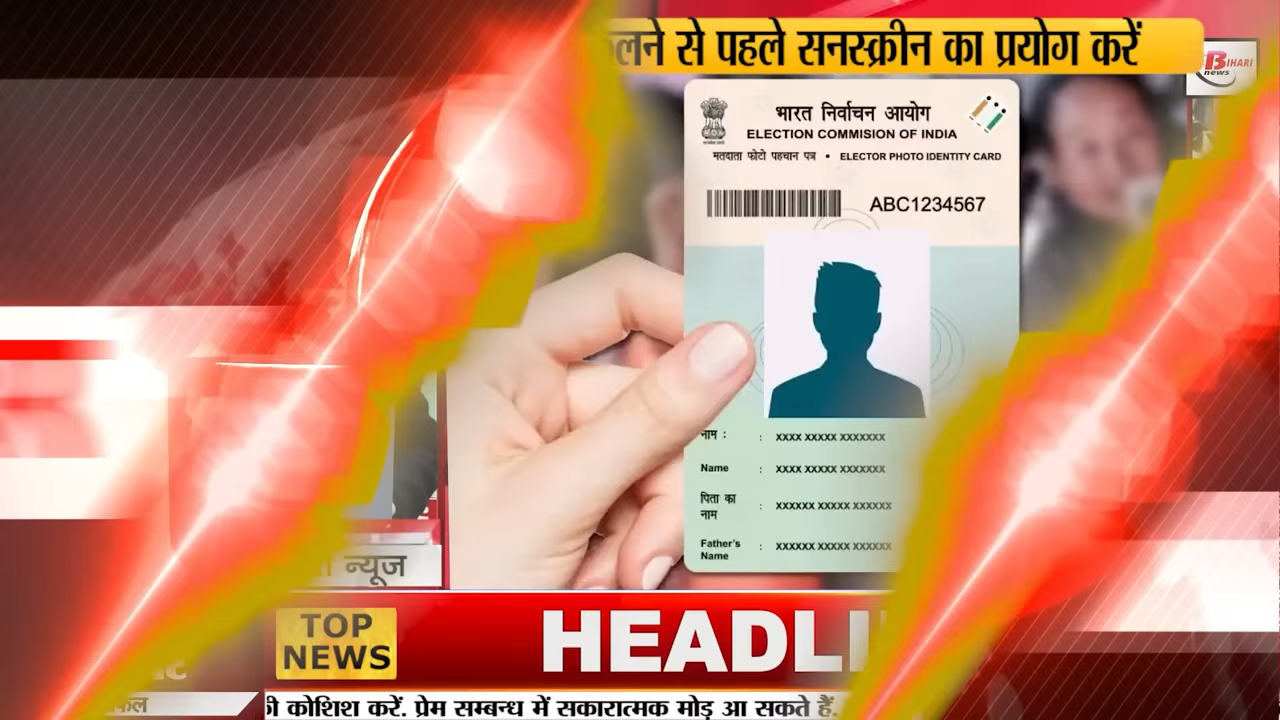 से पहले सनस्क्रीन का प्रयोग करें
BIHARI
news
भारत निर्वाचन आयोग
ELECTION COMMISION OF INDIA
मतदाता फोटो पहचान पत्र • ELECTOR PHOTO IDENTITY CARD
ABC1234567
नाम : : XXXX XXXXX XXXXXXX
Name : XXXX XXXXX XXXXXXX
पिता का : XXXXXX XXXXX XXXXXX
नाम
Father's : XXXXXX XXXXX XXXXXX
Name
न्यूज
TOP
NEWS
HEADLI
कोशिश करें. प्रेम सम्बन्ध में सकारात्मक मोड़ आ सकते हैं.